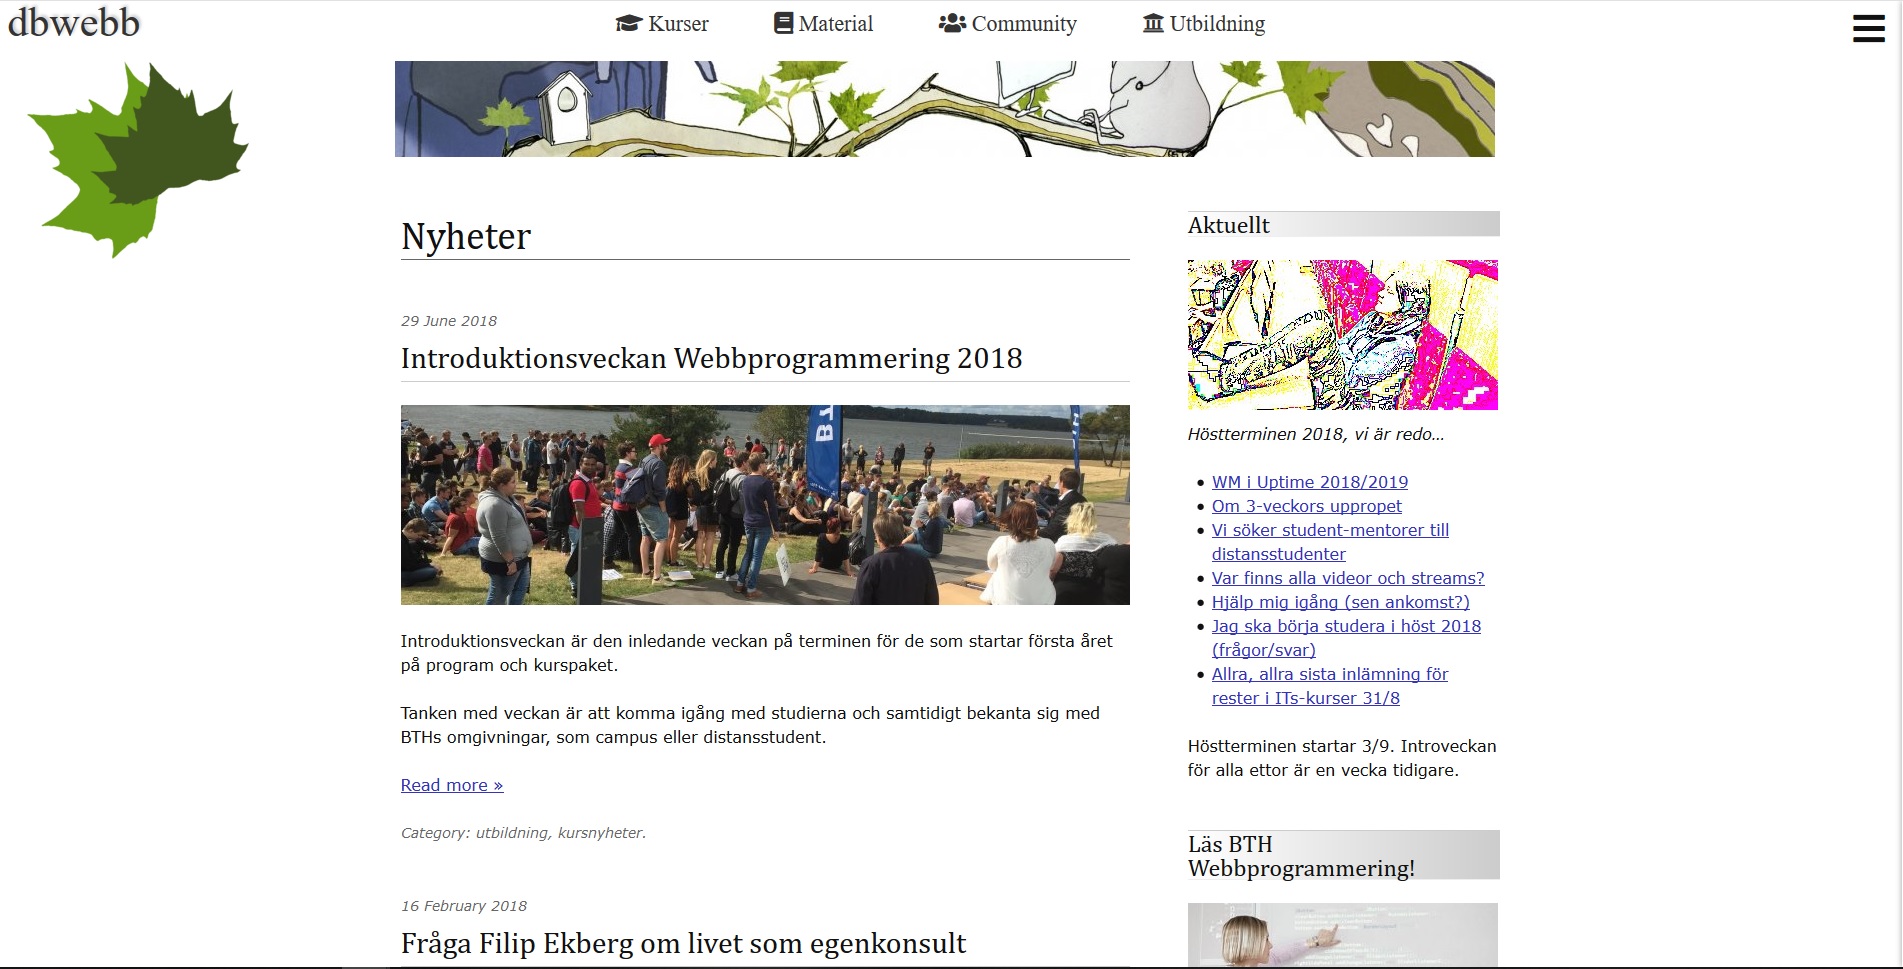 dbwebb
Kurser
Material
Community
Utbildning
Nyheter
29 June 2018
Introduktionsveckan Webbprogrammering 2018
Introduktionsveckan är den inledande veckan på terminen för de som startar första året
på program och kurspaket.
Tanken med veckan är att komma igång med studierna och samtidigt bekanta sig med
BTHs omgivningar, som campus eller distansstudent.
Read more »
Category: utbildning, kursnyheter.
16 February 2018
Fråga Filip Ekberg om livet som egenkonsult
Aktuellt
Höstterminen 2018, vi är redo...
WM i Uptime 2018/2019
Om 3-veckors uppropet
Vi söker student-mentorer till
distansstudenter
Var finns alla videor och streams?
Hjälp mig igång (sen ankomst?)
Jag ska börja studera i höst 2018
(frågor/svar)
Allra, allra sista inlämning för
rester i ITs-kurser 31/8
Höstterminen startar 3/9. Introveckan
för alla ettor är en vecka tidigare.
Läs BTH
Webbprogrammering!